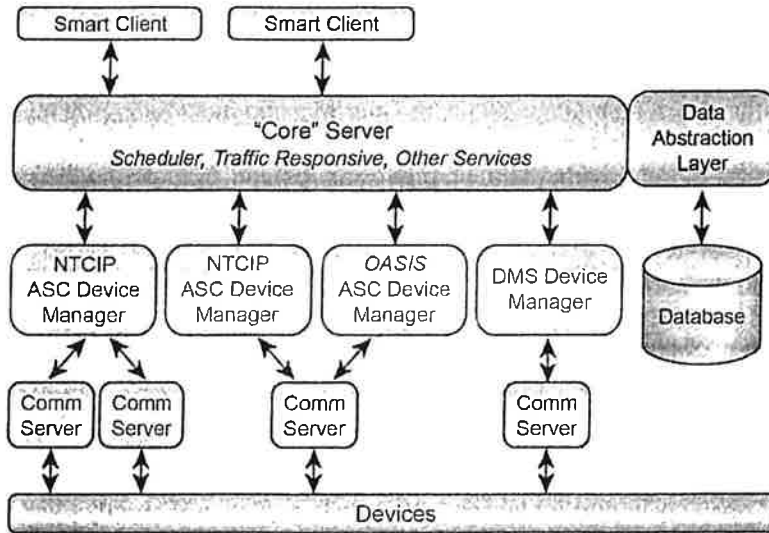 Smart Client
Smart Client
"Core" Server
Scheduler, Traffic Responsive, Other Services
Data
Abstraction
Layer
NTCIP
ASC Device
Manager
NTCIP
ASC Device
Manager
OASIS
ASC Device
Manager
DMS Device
Manager
Database
Comm
Server
Comm
Server
Comm
Server
Comm
Server
Devices